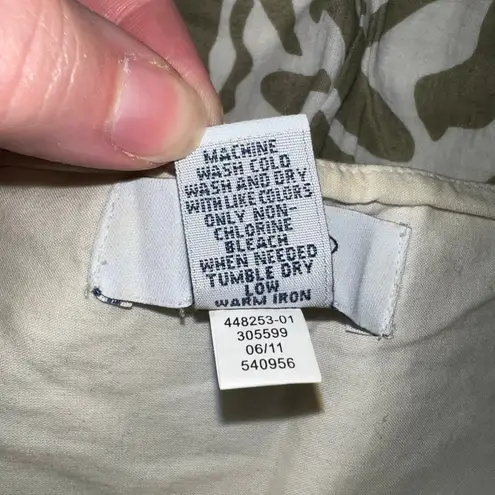 MACHINE
WASH COLD
WASH AND DRY
WITH LIKE COLORS
ONLY NON-
CHLORINE
BLEACH
WHEN NEEDED
TUMBLE DRY
LOW
WARM IRON
448253-01
305599
06/11
540956